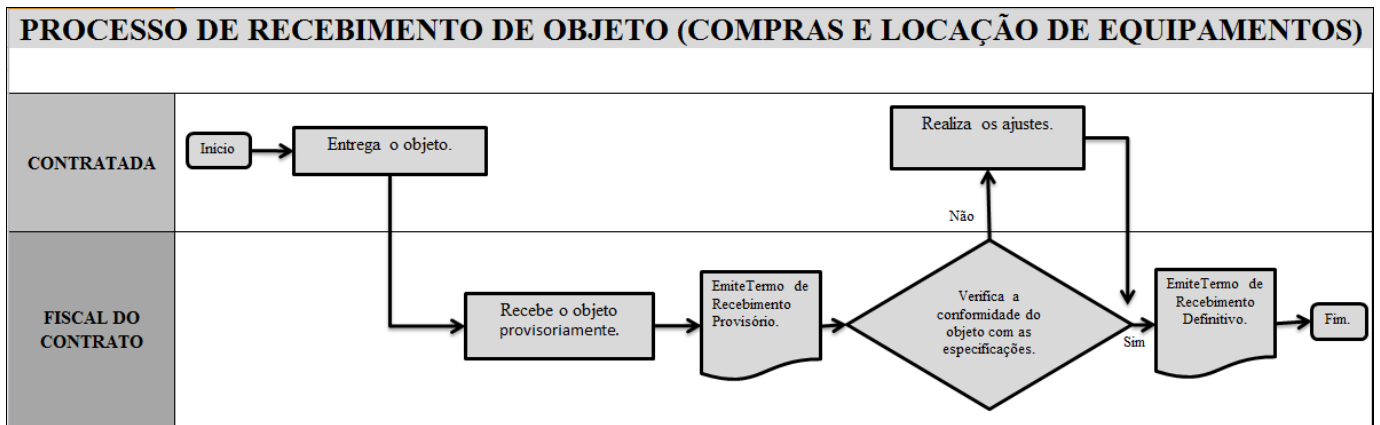 PROCESSO DE RECEBIMENTO DE OBJETO (COMPRAS E LOCAÇÃO DE EQUIPAMENTOS)
CONTRATADA
Início
Entrega o objeto.
Realiza os ajustes.
Não
FISCAL DO
CONTRATO
Recebe o objeto
provisoriamente.
EmiteTermo de
Recebimento
Provisório.
Verifica a
conformidade do
objeto com as
especificações.
Sim
EmiteTermo de
Recebimento
Definitivo.
Fim.